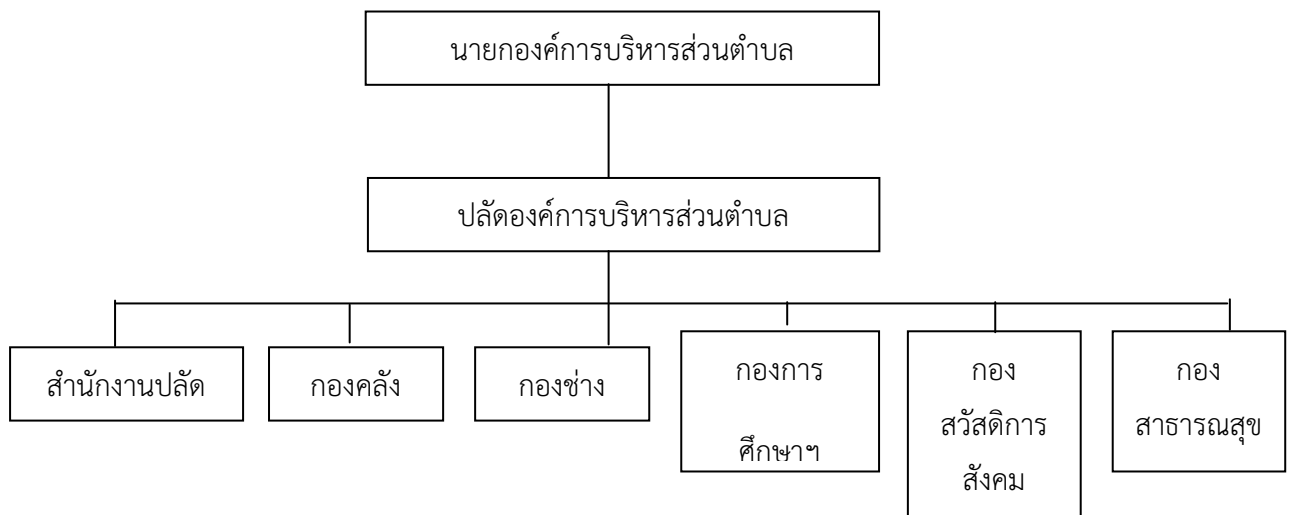 นายกองค์การบริหารส่วนตำบล
ปลัดองค์การบริหารส่วนตำบล
สำนักงานปลัด
กองคลัง
กองช่าง
กองการ
ศึกษาฯ
กอง
สวัสดิการ
สังคม
กอง
สาธารณสุข